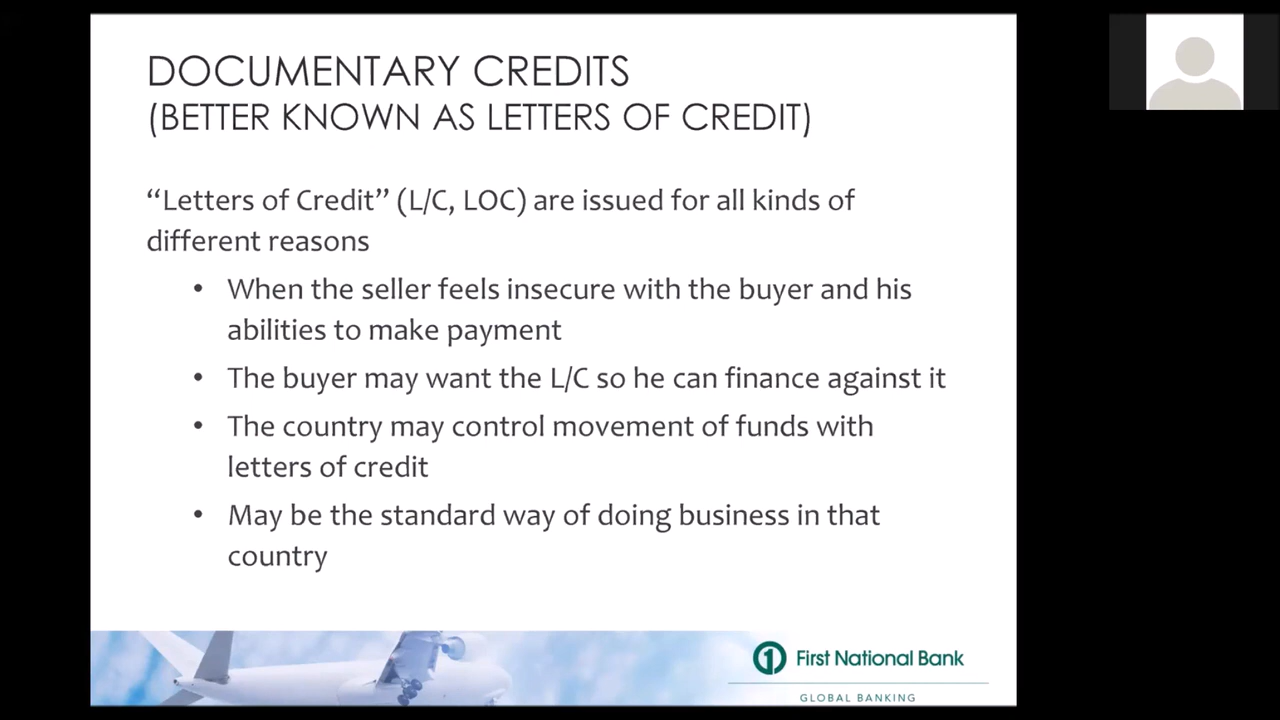 DOCUMENTARY CREDITS
(BETTER KNOWN AS LETTERS OF CREDIT)
“Letters of Credit” (L/C, LOC) are issued for all kinds of
different reasons
• When the seller feels insecure with the buyer and his
abilities to make payment
• The buyer may want the L/C so he can finance against it
• The country may control movement of funds with
letters of credit
• May be the standard way of doing business in that
country
1 First National Bank
GLOBAL BANKING